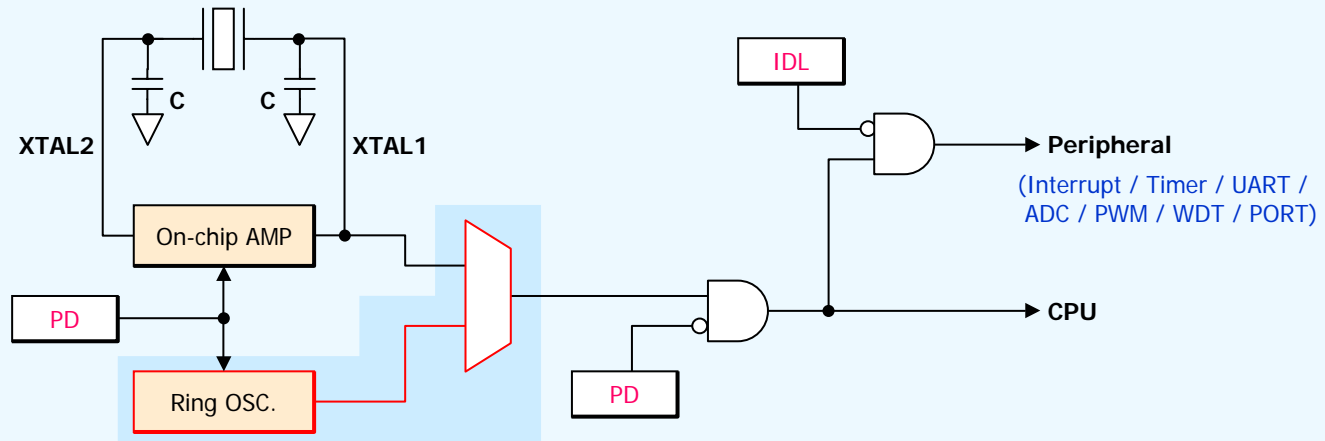 C
C
XTAL2
XTAL1
IDL
Peripheral
(Interrupt / Timer / UART /
ADC / PWM / WDT / PORT)
On-chip AMP
PD
CPU
Ring OSC.
PD